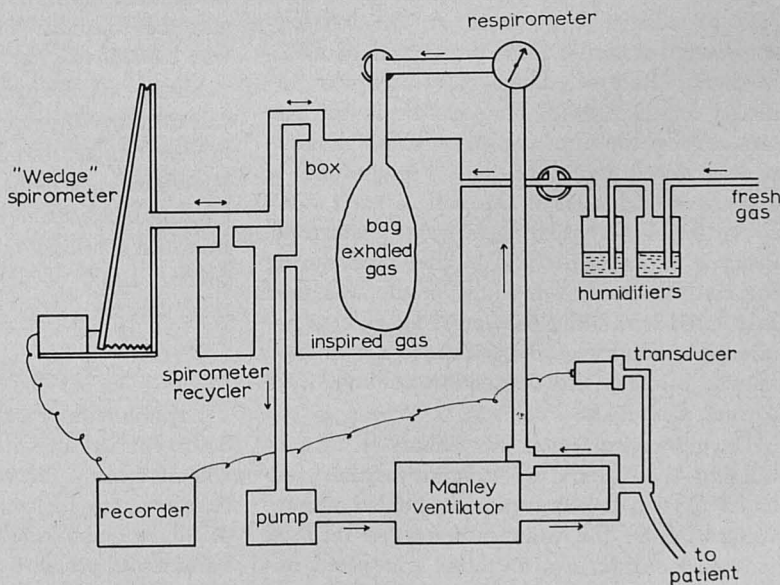 respirometer
"Wedge"
spirometer
box
bag
exhaled
gas
fresh
gas
humidifiers
inspired gas
spirometer
recycler
transducer
recorder
pump
Manley
ventilator
to
patient